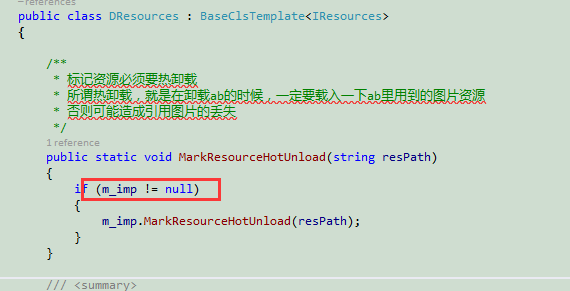 references
public class DResources : BaseClsTemplate<IResources>
{
/**
* 标记资源必须要热卸载
* 所谓热卸载，就是在卸载ab的时候，一定要载入一下ab里用到的图片资源
* 否则可能造成引用图片的丢失
*/
1 reference
public static void MarkResourceHotUnload(string resPath)
{
if (m_imp != null)
{
m_imp.MarkResourceHotUnload(resPath);
}
}
/// <summary>